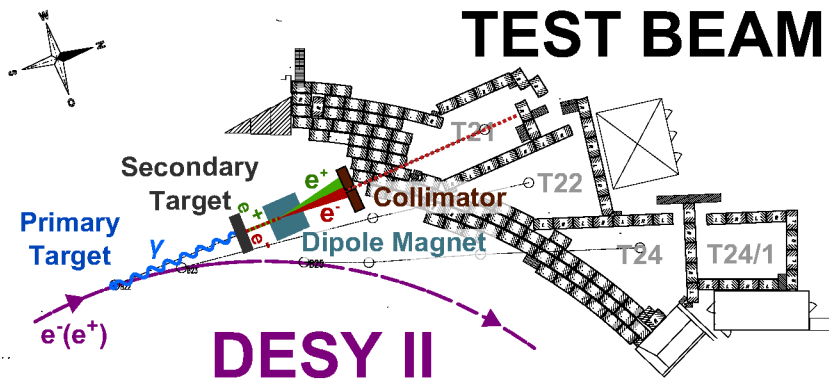 TEST BEAM
W
N
S
O
T21
T22
T24
T24/1
Secondary
Target
e⁺
e⁻
Collimator
Dipole Magnet
e⁺
e⁻
Primary
Target
γ
e⁻(e⁺)
DESY II